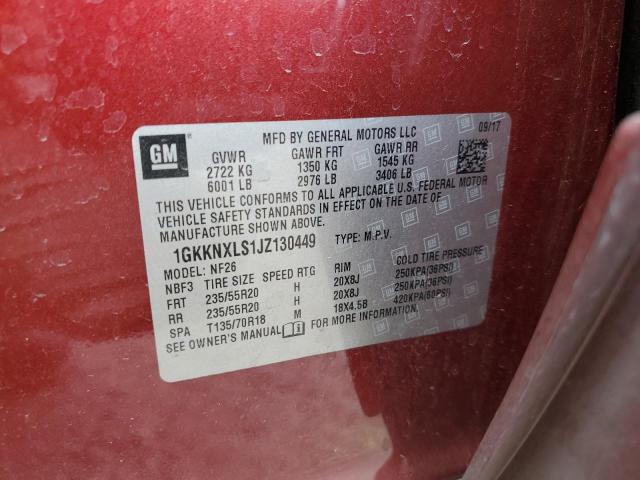 MFD BY GENERAL MOTORS LLC 09/17
GM
GVWR GAWR FRT GAWR RR
2722 KG 1350 KG 1545 KG
6001 LB 2976 LB 3406 LB
THIS VEHICLE CONFORMS TO ALL APPLICABLE U.S. FEDERAL MOTOR
VEHICLE SAFETY STANDARDS IN EFFECT ON THE DATE OF
MANUFACTURE SHOWN ABOVE.
1GKKNXLS1JZ130449 TYPE: M.P.V.
MODEL: NF26
NBF3 TIRE SIZE SPEED RTG RIM COLD TIRE PRESSURE
FRT 235/55R20 H 20X8J 250KPA(36PSI)
RR 235/55R20 H 20X8J 250KPA(36PSI)
SPA T135/70R18 M 18X4.5B 420KPA(60PSI)
SEE OWNER'S MANUAL FOR MORE INFORMATION.